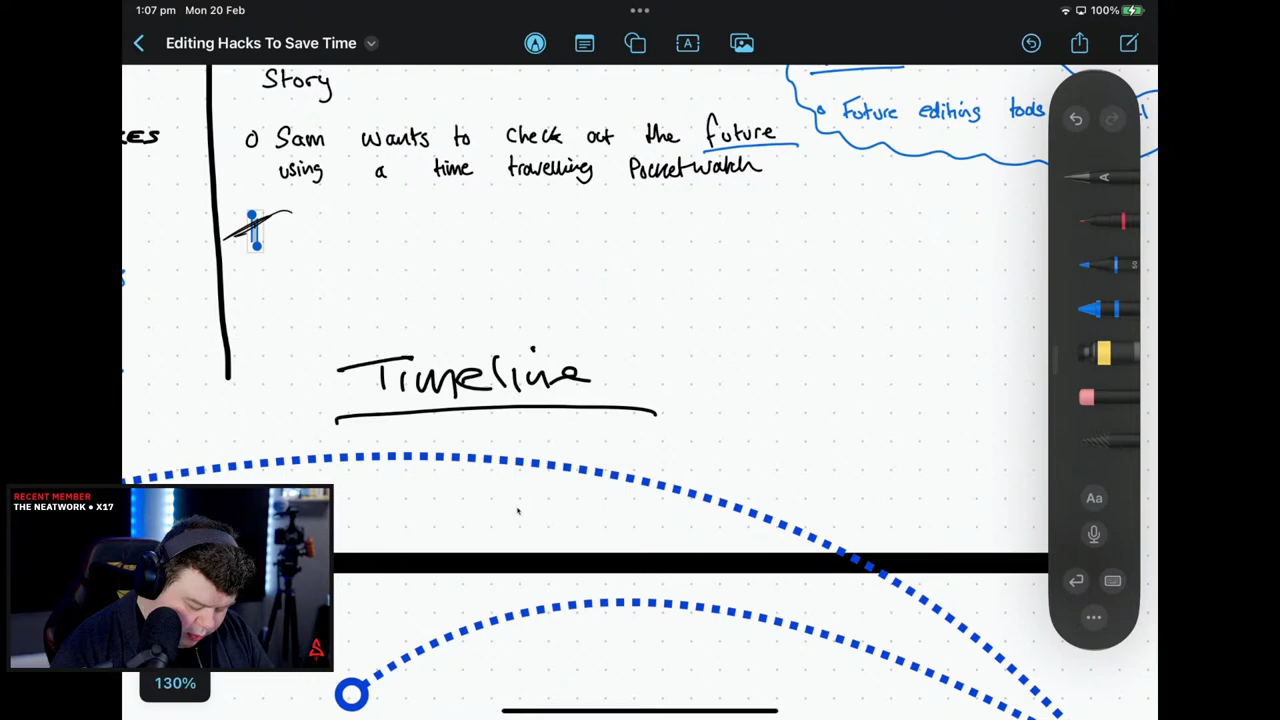 1:07 pm Mon 20 Feb
100%
Editing Hacks To Save Time
Story
o Sam wants to check out the future
using a time travelling Pocketwatch
Future editing tools
Timeline
RECENT MEMBER
THE NEATWORK ● X17
130%
A
A
50
Aa